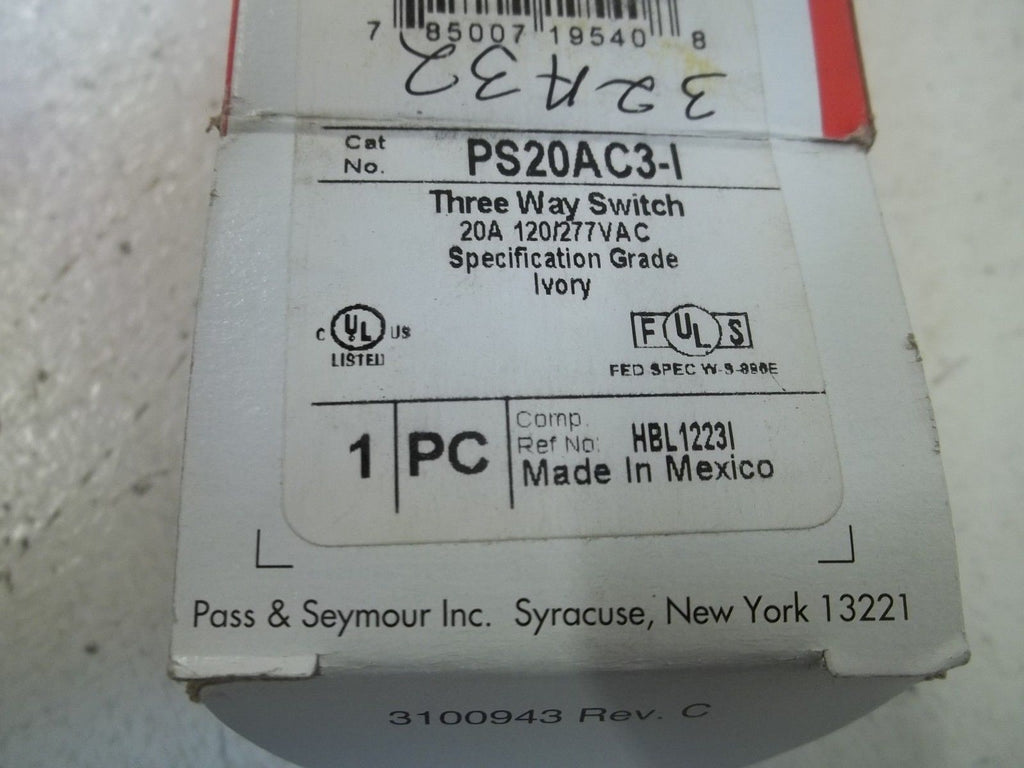 7 85007 19540 8
32A32
Cat No. PS20AC3-I
Three Way Switch
20A 120/277VAC
Specification Grade
Ivory
C UL US
LISTED
F UL S
FED SPEC W-S-896E
1 PC
Comp.
Ref No: HBL1223I
Made In Mexico
Pass & Seymour Inc. Syracuse, New York 13221
3100943 Rev. C